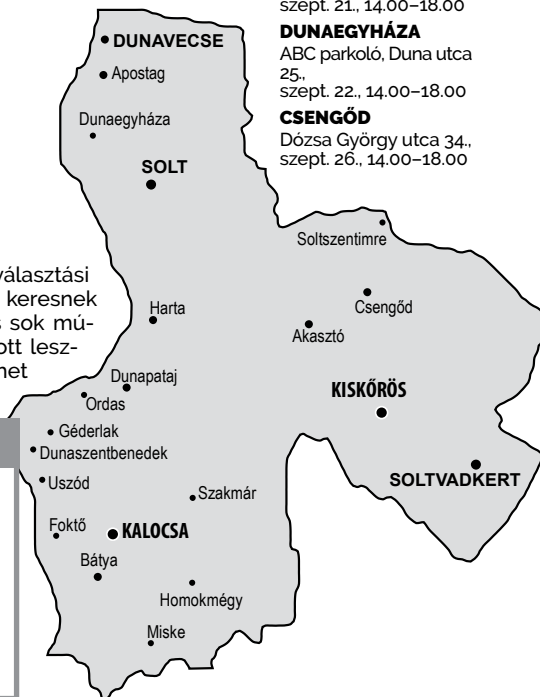 szept. 21., 14.00–18.00
DUNAEGYHÁZA
ABC parkoló, Duna utca
25.,
szept. 22., 14.00–18.00
CSENGŐD
Dózsa György utca 34.,
szept. 26., 14.00–18.00
DUNAVECSE
Apostag
Dunaegyháza
SOLT
Soltszentimre
választási
keresnek
s sok mú-
ott lesz-
net
Harta
Csengőd
Akasztó
Dunapataj
Ordas
KISKŐRÖS
Géderlak
Dunaszentbenedek
Uszód
SOLTVADKERT
Szakmár
Foktő
KALOCSA
Bátya
Homokmégy
Miske